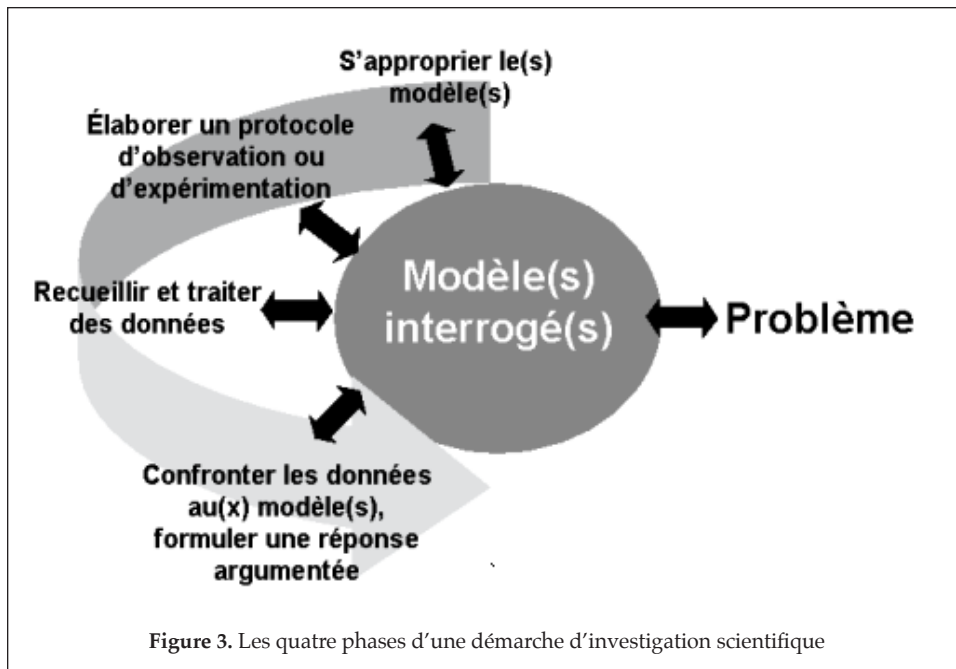 S'approprier le(s)
modèle(s)
Élaborer un protocole
d'observation ou
d'expérimentation
Recueillir et traiter
des données
Modèle(s)
interrogé(s)
Problème
Confronter les données
au(x) modèle(s),
formuler une réponse
argumentée
Figure 3. Les quatre phases d'une démarche d'investigation scientifique